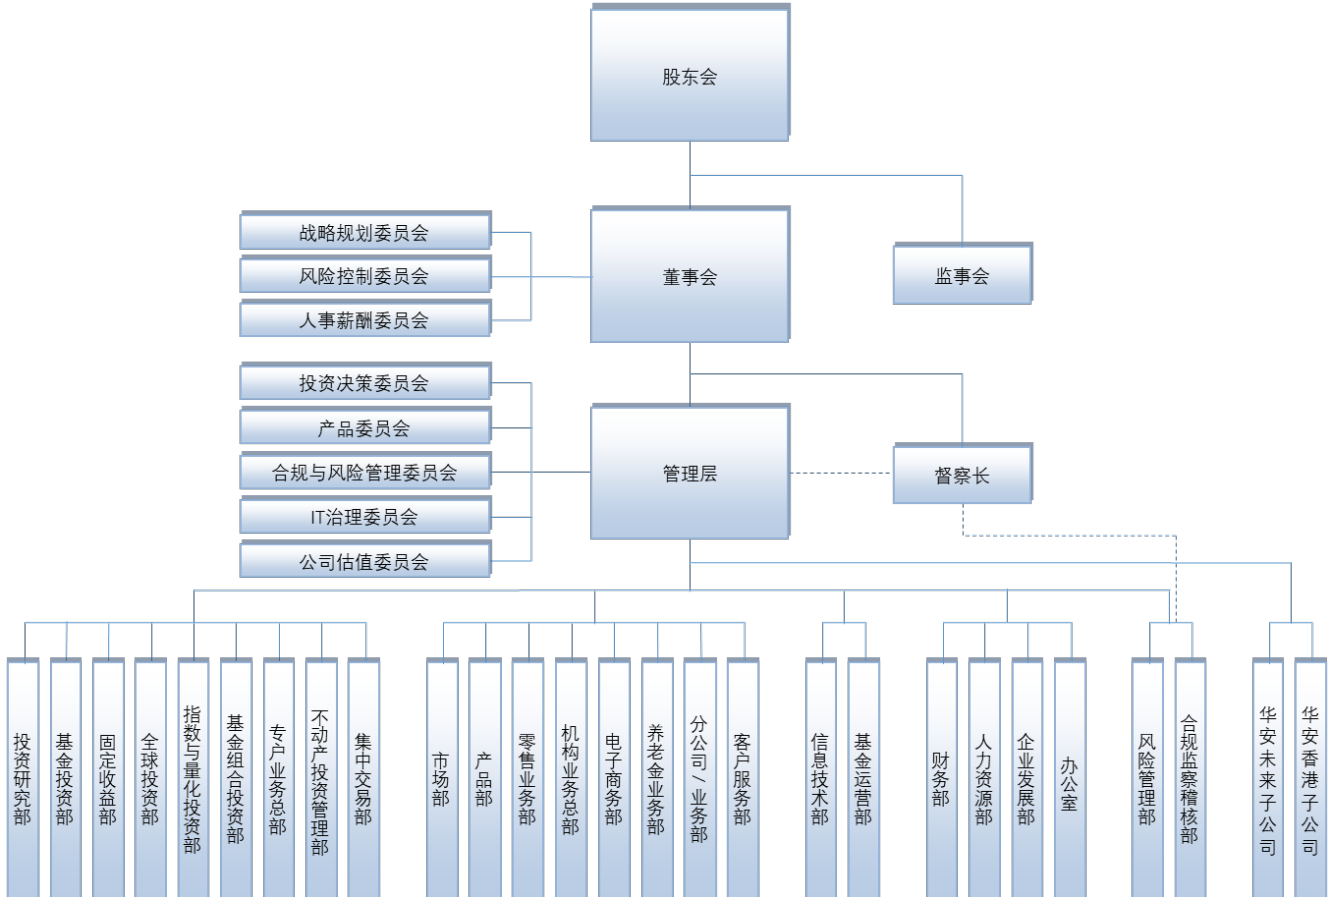 股东会
战略规划委员会
风险控制委员会
人事薪酬委员会
董事会
监事会
投资决策委员会
产品委员会
合规与风险管理委员会
IT治理委员会
公司估值委员会
管理层
督察长
投资研究部
基金投资部
固定收益部
全球投资部
指数与量化投资部
基金组合投资部
专户业务总部
不动产投资管理部
集中交易部
市场部
产品部
零售业务部
机构业务总部
电子商务部
养老金业务部
分公司/业务部
客户服务部
信息技术部
基金运营部
财务部
人力资源部
企业发展部
办公室
风险管理部
合规监察稽核部
华安未来子公司
华安香港子公司